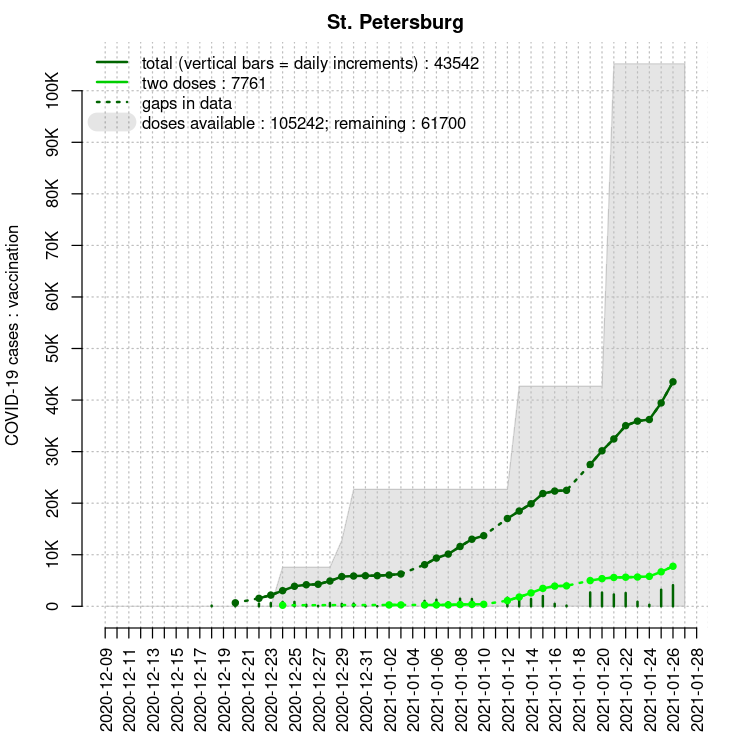 St. Petersburg
total (vertical bars = daily increments) : 43542
two doses : 7761
gaps in data
doses available : 105242; remaining : 61700
COVID-19 cases : vaccination
100K
90K
80K
70K
60K
50K
40K
30K
20K
10K
0
2020-12-09
2020-12-11
2020-12-13
2020-12-15
2020-12-17
2020-12-19
2020-12-21
2020-12-23
2020-12-25
2020-12-27
2020-12-29
2020-12-31
2021-01-02
2021-01-04
2021-01-06
2021-01-08
2021-01-10
2021-01-12
2021-01-14
2021-01-16
2021-01-18
2021-01-20
2021-01-22
2021-01-24
2021-01-26
2021-01-28